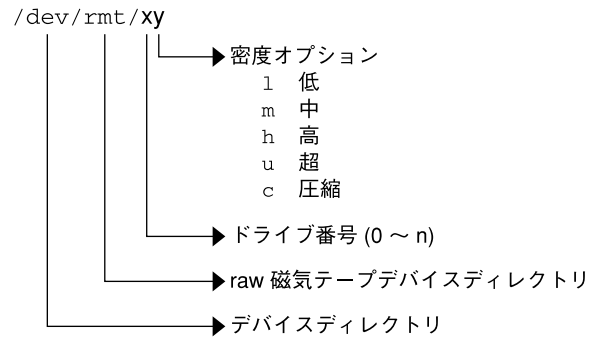 /dev/rmt/xy
密度オプション
l 低
m 中
h 高
u 超
c 圧縮
ドライブ番号 (0 ～ n)
raw 磁気テープデバイスディレクトリ
デバイスディレクトリ